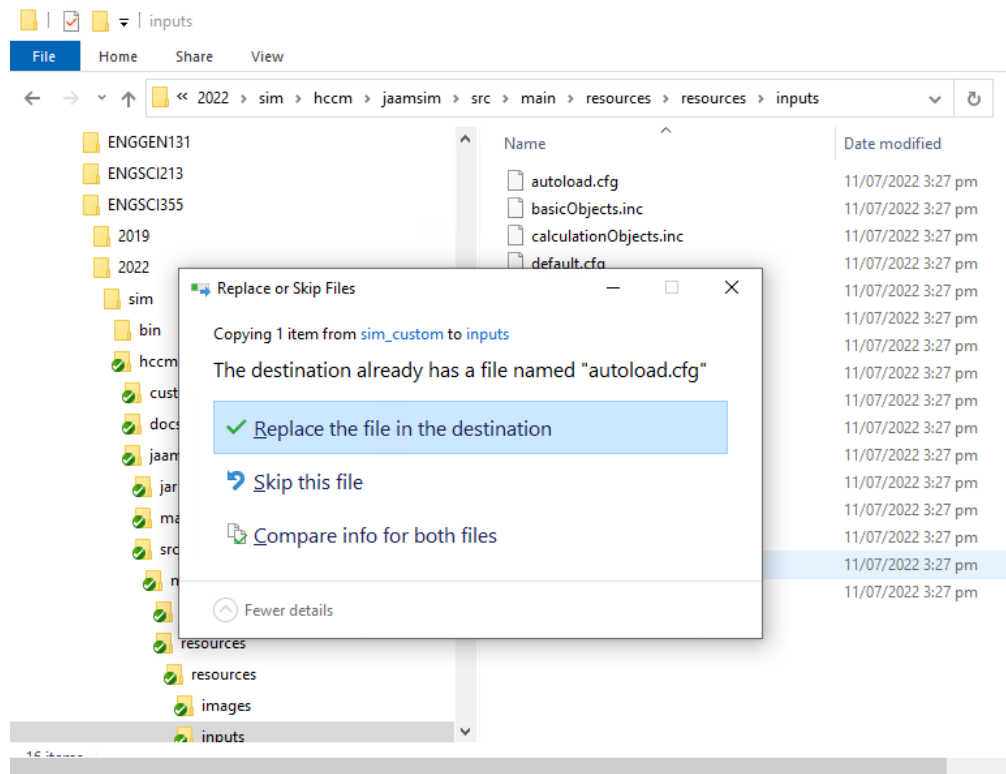 inputs
File Home Share View
« 2022 › sim › hccm › jaamsim › src › main › resources › resources › inputs
ENGGEN131
ENGSCI213
ENGSCI355
2019
2022
sim
bin
hccm
cust
docs
jaam
jar
ma
src
resources
resources
images
inputs
Name Date modified
autoload.cfg 11/07/2022 3:27 pm
basicObjects.inc 11/07/2022 3:27 pm
calculationObjects.inc 11/07/2022 3:27 pm
default.cfg 11/07/2022 3:27 pm
11/07/2022 3:27 pm
11/07/2022 3:27 pm
11/07/2022 3:27 pm
11/07/2022 3:27 pm
11/07/2022 3:27 pm
11/07/2022 3:27 pm
11/07/2022 3:27 pm
11/07/2022 3:27 pm
11/07/2022 3:27 pm
11/07/2022 3:27 pm
11/07/2022 3:27 pm
11/07/2022 3:27 pm
Replace or Skip Files
Copying 1 item from sim_custom to inputs
The destination already has a file named "autoload.cfg"
Replace the file in the destination
Skip this file
Compare info for both files
Fewer details
16 items